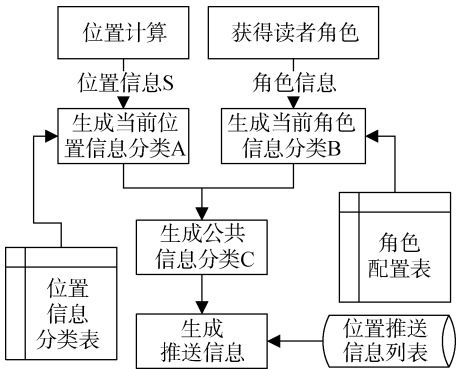 位置计算
获得读者角色
位置信息S
角色信息
生成当前位
置信息分类A
生成当前角色
信息分类B
生成公共
信息分类C
角色
配置表
位置
信息
分类表
生成
推送信息
位置推送
信息列表